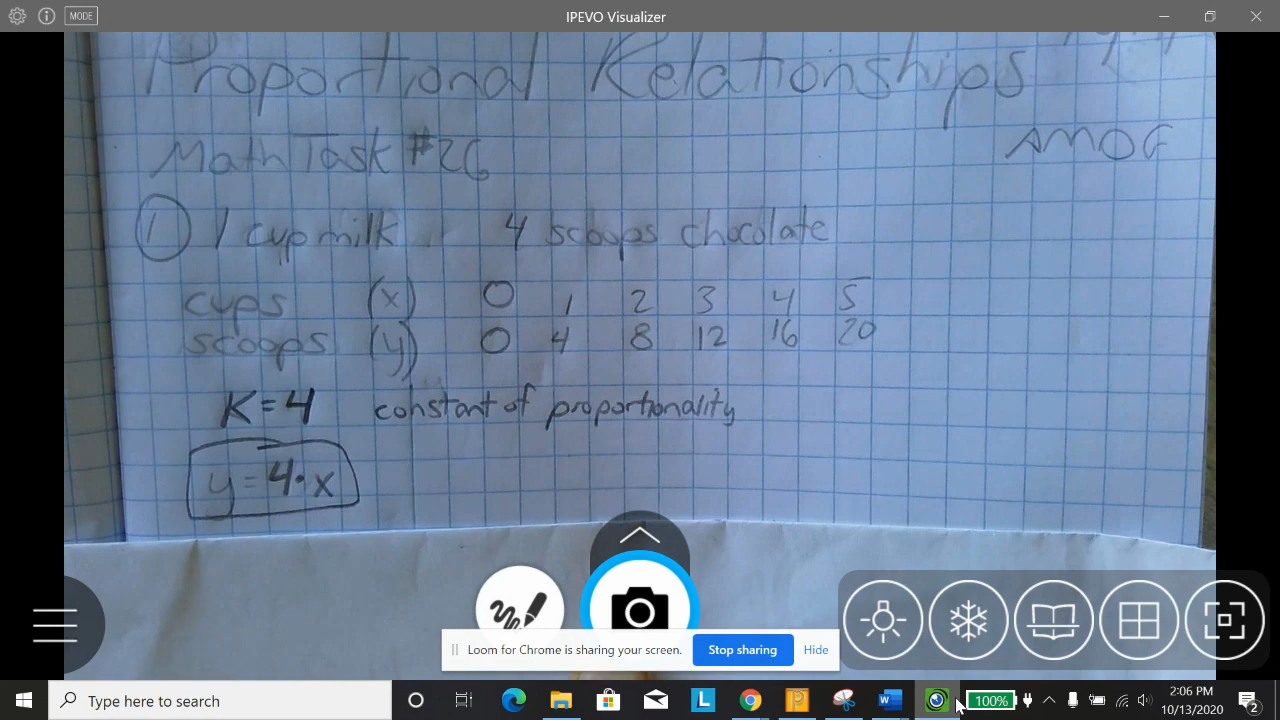 IPEVO Visualizer
MODE
Proportional Relationships
Math Task #26
AMOG
1 1 cup milk 4 scoops chocolate
cups (x) 0 1 2 3 4 5
scoops (y) 0 4 8 12 16 20
K=4 constant of proportionality
y=4·x
Loom for Chrome is sharing your screen. Stop sharing Hide
Type here to search
100%
2:06 PM
10/13/2020
2